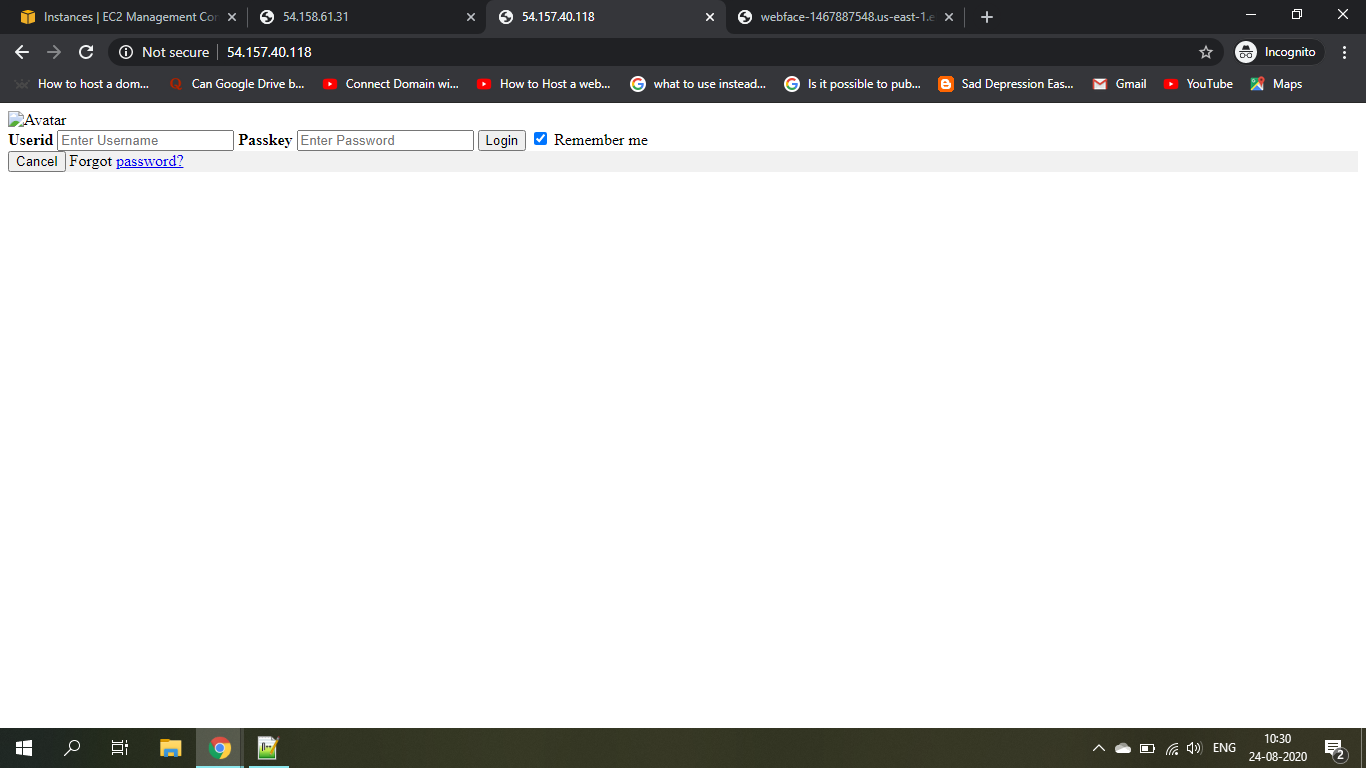 Instances | EC2 Management Con
54.158.61.31
54.157.40.118
webface-1467887548.us-east-1.e
Not secure
54.157.40.118
Incognito
How to host a dom...
Can Google Drive b...
Connect Domain wi...
How to Host a web...
what to use instead...
Is it possible to pub...
Sad Depression Eas...
Gmail
YouTube
Maps
Avatar
Userid Enter Username Passkey Enter Password Login Remember me
Cancel Forgot password?
ENG
10:30
24-08-2020
2